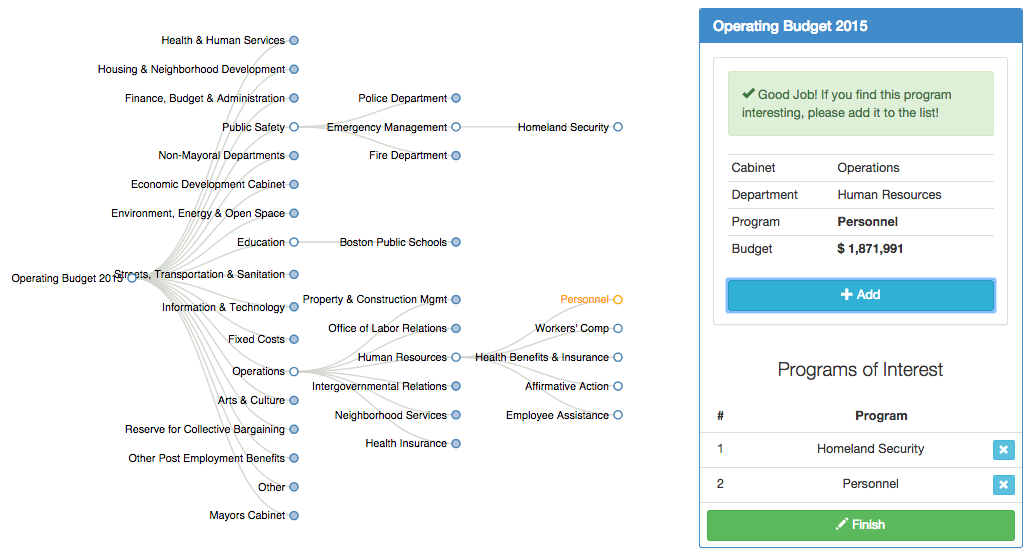 Operating Budget 2015
Health & Human Services
Housing & Neighborhood Development
Finance, Budget & Administration
Public Safety
Non-Mayoral Departments
Economic Development Cabinet
Environment, Energy & Open Space
Education
Streets, Transportation & Sanitation
Information & Technology
Fixed Costs
Operations
Arts & Culture
Reserve for Collective Bargaining
Other Post Employment Benefits
Other
Mayors Cabinet
Police Department
Emergency Management
Fire Department
Homeland Security
Boston Public Schools
Property & Construction Mgmt
Office of Labor Relations
Human Resources
Intergovernmental Relations
Neighborhood Services
Health Insurance
Personnel
Workers' Comp
Health Benefits & Insurance
Affirmative Action
Employee Assistance
Operating Budget 2015
Good Job! If you find this program
interesting, please add it to the list!
Cabinet Operations
Department Human Resources
Program Personnel
Budget $ 1,871,991
Add
Programs of Interest
# Program
1 Homeland Security
2 Personnel
Finish